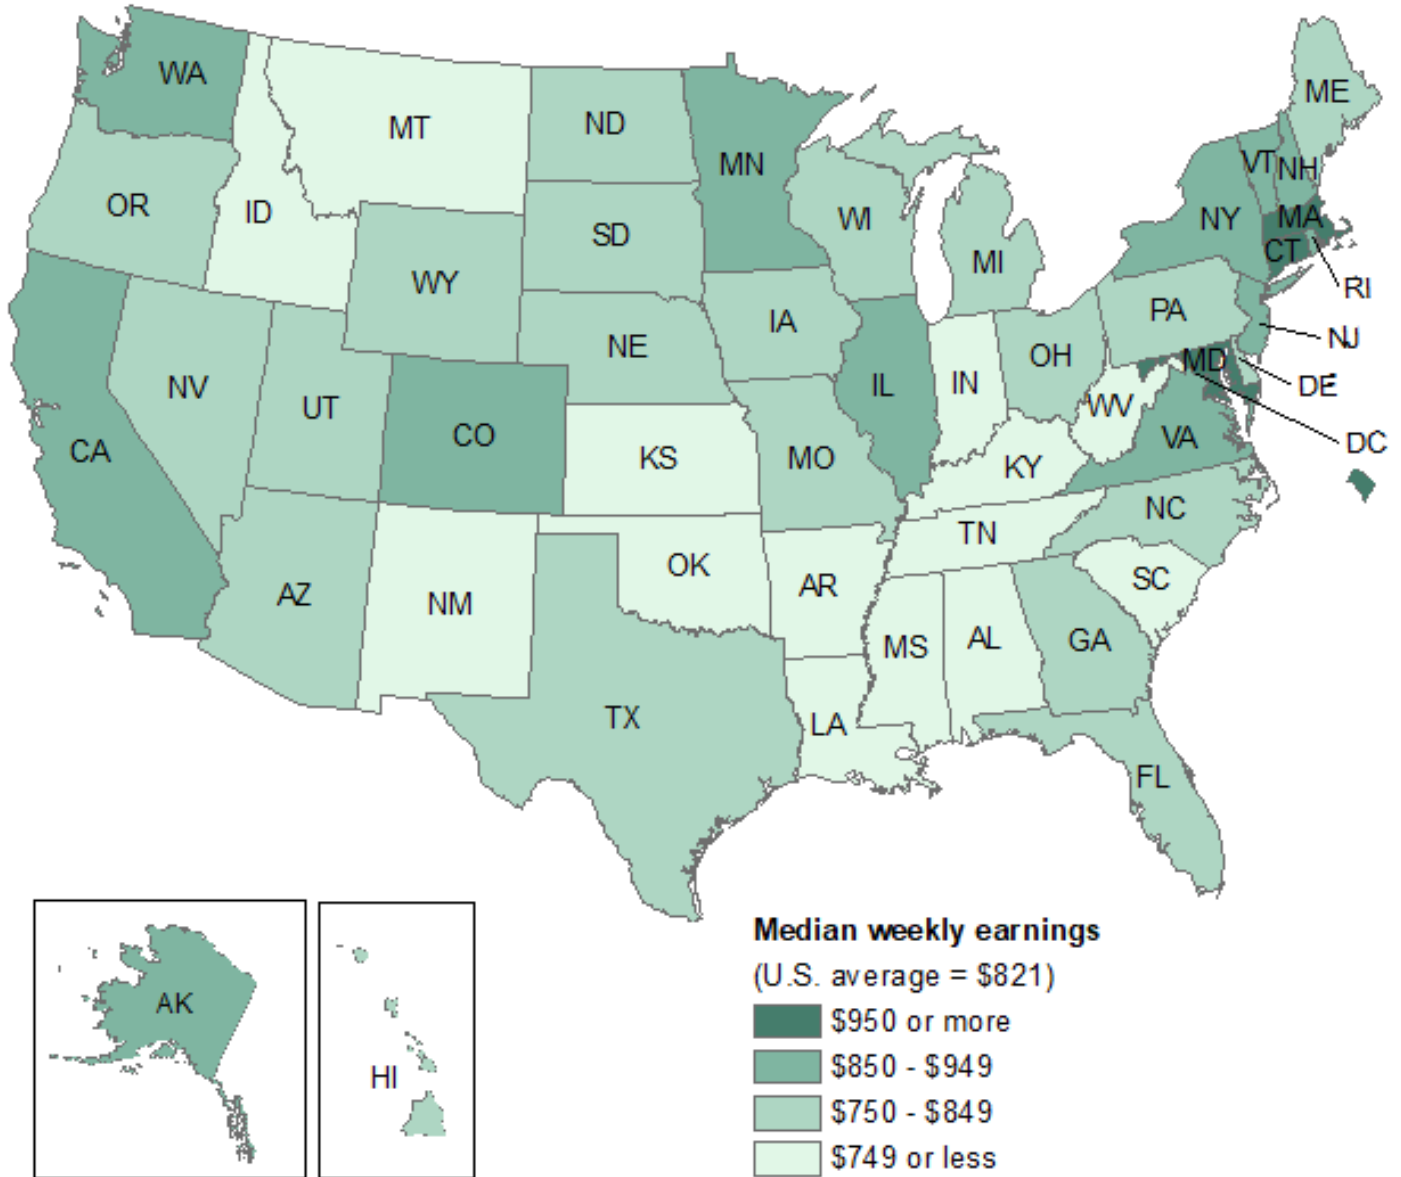 WA
MT
ND
MN
ME
VT
NH
OR
ID
SD
WI
MI
NY
MA
CT
RI
WY
IA
PA
NJ
NV
UT
CO
NE
IL
IN
OH
MD
DE
WV
VA
DC
CA
KS
MO
KY
NC
AZ
NM
OK
AR
TN
SC
MS
AL
GA
TX
LA
FL
AK
HI
Median weekly earnings
(U.S. average = $821)
$950 or more
$850 - $949
$750 - $849
$749 or less